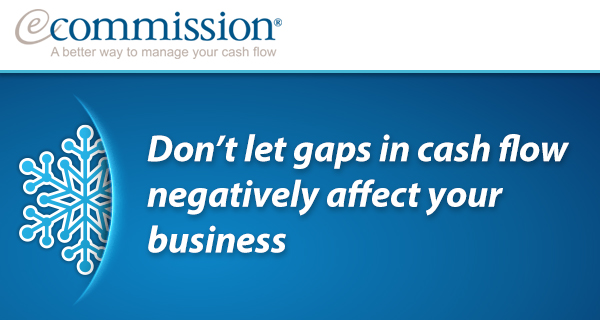 ecommission®
A better way to manage your cash flow
Don't let gaps in cash flow
negatively affect your
business